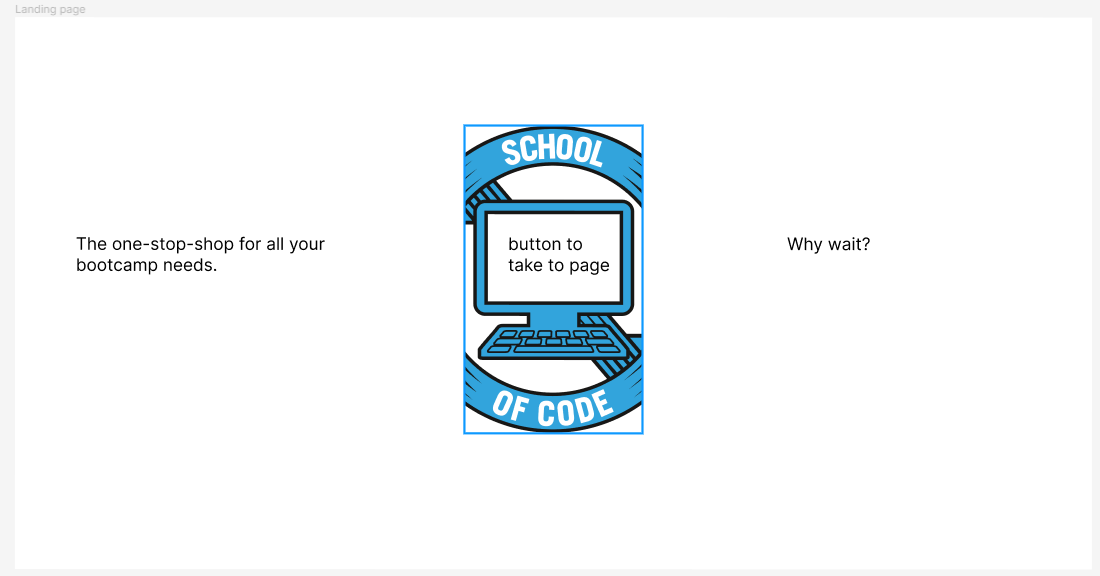 Landing page
SCHOOL
The one-stop-shop for all your
bootcamp needs.
button to
take to page
Why wait?
OF CODE